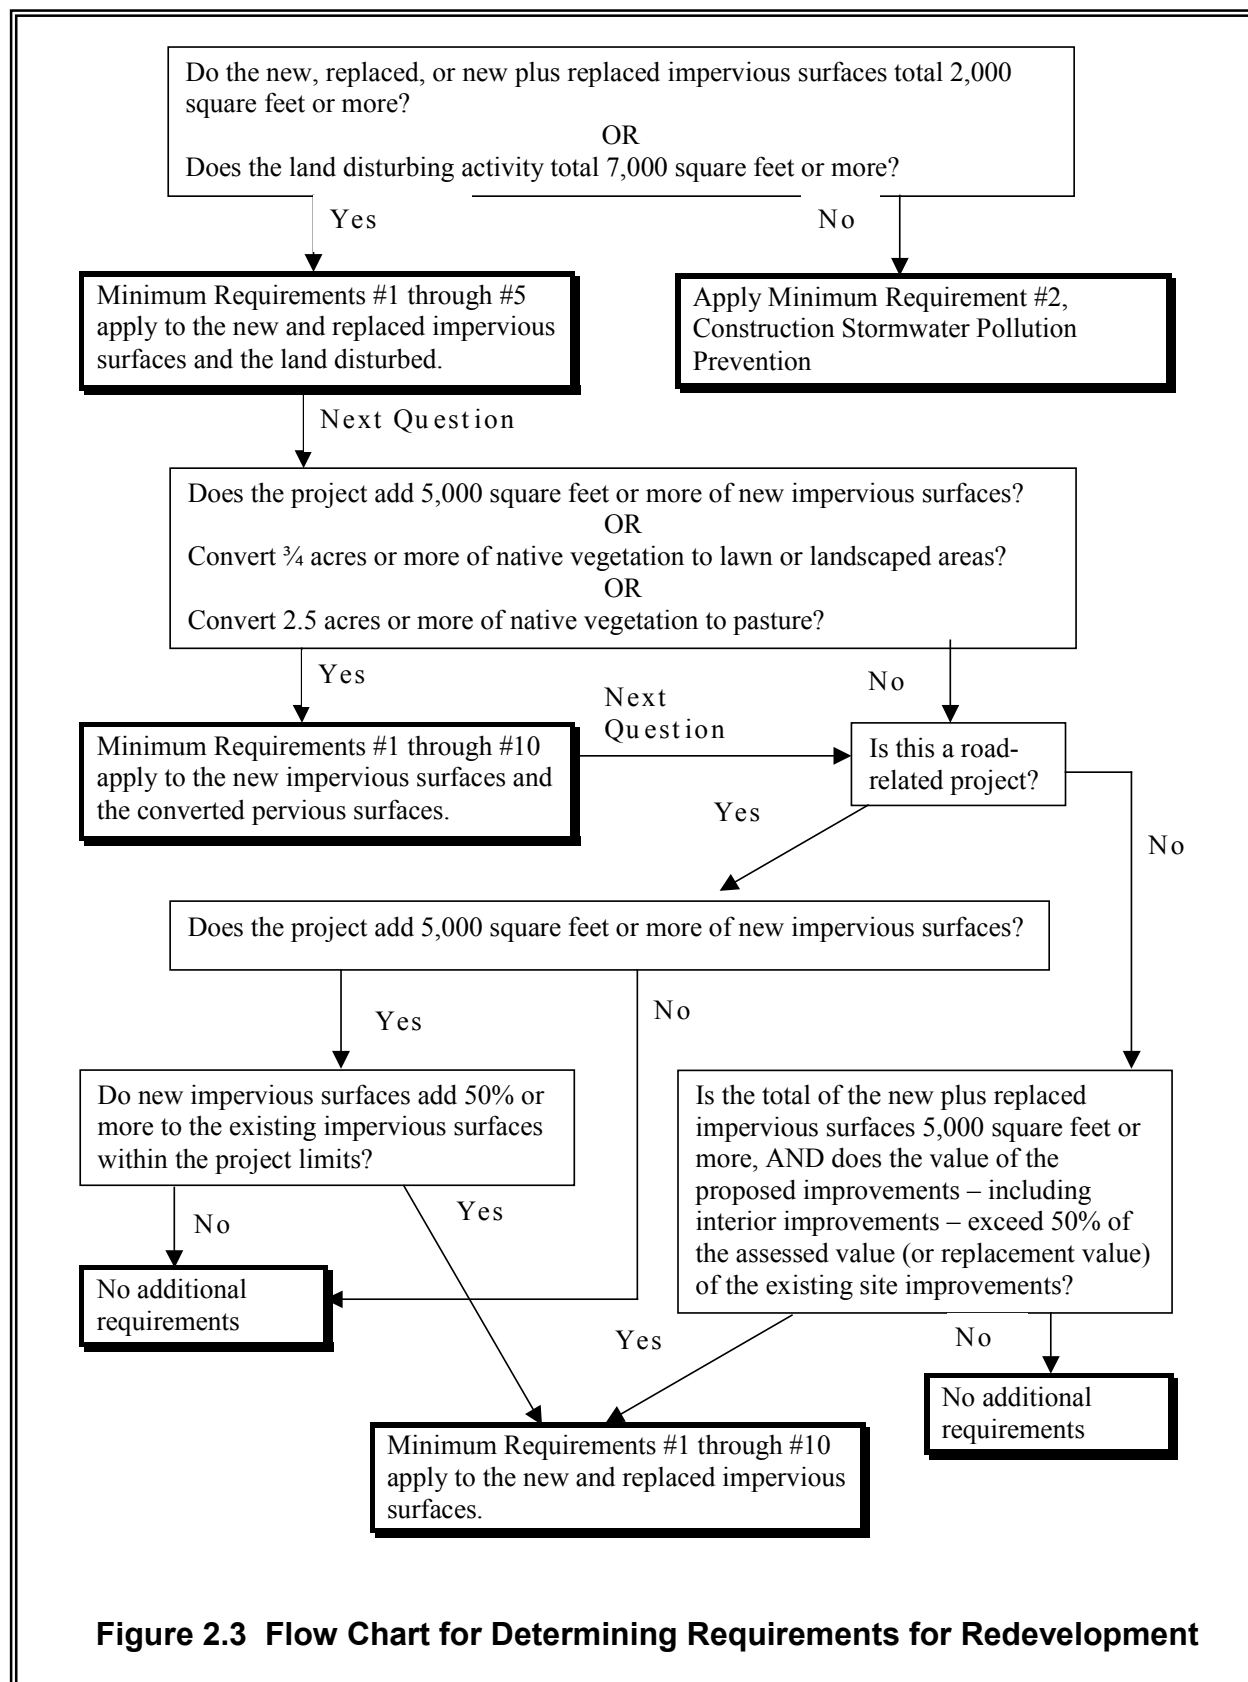 Do the new, replaced, or new plus replaced impervious surfaces total 2,000
square feet or more?
OR
Does the land disturbing activity total 7,000 square feet or more?
Yes
No
Minimum Requirements #1 through #5
apply to the new and replaced impervious
surfaces and the land disturbed.
Apply Minimum Requirement #2,
Construction Stormwater Pollution
Prevention
Next Question
Does the project add 5,000 square feet or more of new impervious surfaces?
OR
Convert ¾ acres or more of native vegetation to lawn or landscaped areas?
OR
Convert 2.5 acres or more of native vegetation to pasture?
Yes
No
Next
Question
Minimum Requirements #1 through #10
apply to the new impervious surfaces and
the converted pervious surfaces.
Is this a road-
related project?
Yes
No
Does the project add 5,000 square feet or more of new impervious surfaces?
Yes
No
Do new impervious surfaces add 50% or
more to the existing impervious surfaces
within the project limits?
Is the total of the new plus replaced
impervious surfaces 5,000 square feet or
more, AND does the value of the
proposed improvements – including
interior improvements – exceed 50% of
the assessed value (or replacement value)
of the existing site improvements?
No
Yes
No additional
requirements
Yes
No
No additional
requirements
Minimum Requirements #1 through #10
apply to the new and replaced impervious
surfaces.
Figure 2.3 Flow Chart for Determining Requirements for Redevelopment